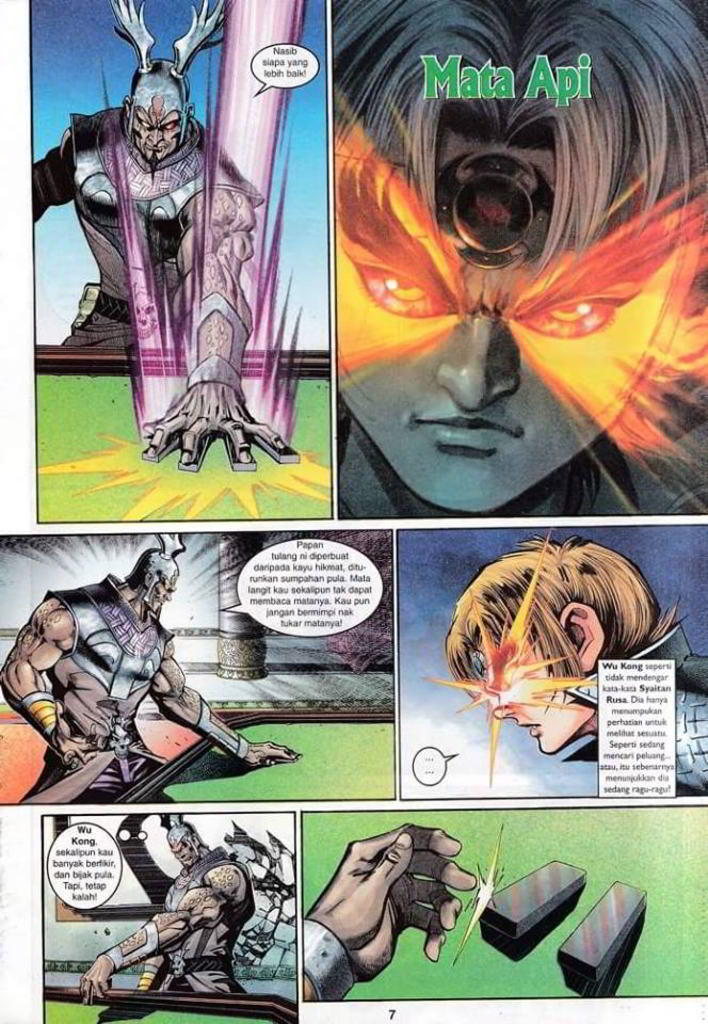 Nasib
siapa yang
lebih baik!
Mata Api
Papan
tulang ni diperbuat
daripada kayu hikmat, ditu-
runkan sumpahan pula. Mata
langit kau sekalipun tak dapat
membaca matanya. Kau pun
jangan bermimpi nak
tukar matanya!
Wu Kong seperti
tidak mendengar
kata-kata Syaitan
Rusa. Dia hanya
menumpukan
perhatian untuk
melihat sesuatu.
Seperti sedang
mencari peluang...
atau, itu sebenarnya
menunjukkan dia
sedang ragu-ragu!
...
...
Wu
Kong,
sekalipun kau
banyak berfikir,
dan bijak pula.
Tapi, tetap
kalah!
7